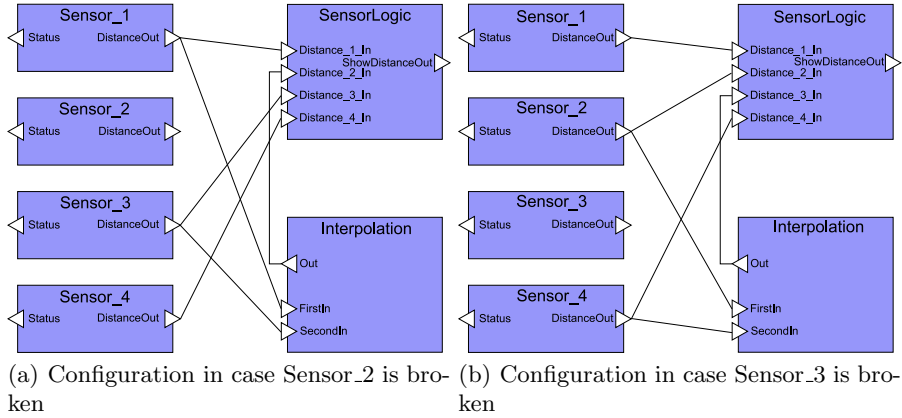 Sensor_1
Status
DistanceOut
Sensor_2
Status
DistanceOut
Sensor_3
Status
DistanceOut
Sensor_4
Status
DistanceOut
SensorLogic
Distance_1_In
ShowDistanceOut
Distance_2_In
Distance_3_In
Distance_4_In
Interpolation
Out
FirstIn
SecondIn
(a) Configuration in case Sensor_2 is bro-
ken
Sensor_1
Status
DistanceOut
Sensor_2
Status
DistanceOut
Sensor_3
Status
DistanceOut
Sensor_4
Status
DistanceOut
SensorLogic
Distance_1_In
ShowDistanceOut
Distance_2_In
Distance_3_In
Distance_4_In
Interpolation
Out
FirstIn
SecondIn
(b) Configuration in case Sensor_3 is bro-
ken